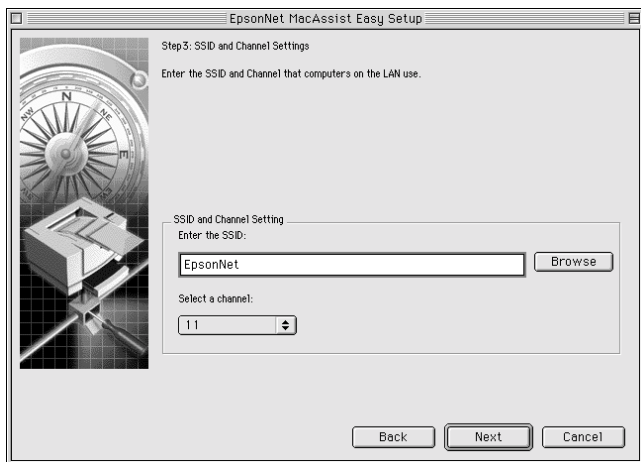 EpsonNet MacAssist Easy Setup
Step3: SSID and Channel Settings
Enter the SSID and Channel that computers on the LAN use.
N
NE
E
SSID and Channel Setting
Enter the SSID:
EpsonNet
Browse
Select a channel:
11
Back
Next
Cancel